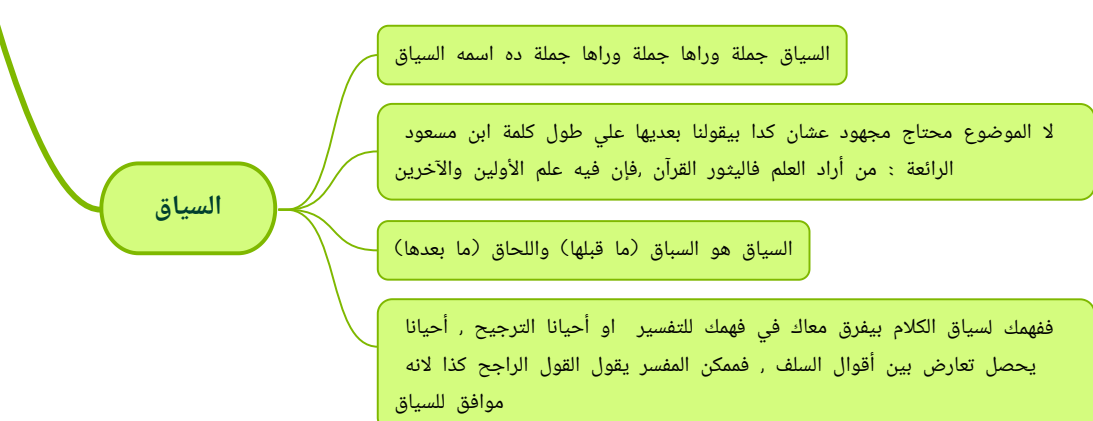 السياق جملة وراها جملة وراها جملة ده اسمه السياق
لا الموضوع محتاج مجهود عشان كدا بيقولنا بعديها علي طول كلمة ابن مسعود
الرائعة : من أراد العلم فاليثور القرآن ,فإن فيه علم الأولين والآخرين
السياق
السياق هو السباق (ما قبلها) واللحاق (ما بعدها)
ففهمك لسياق الكلام بيفرق معاك في فهمك للتفسير او أحيانا الترجيح , أحيانا
يحصل تعارض بين أقوال السلف , فممكن المفسر يقول القول الراجح كذا لانه
موافق للسياق